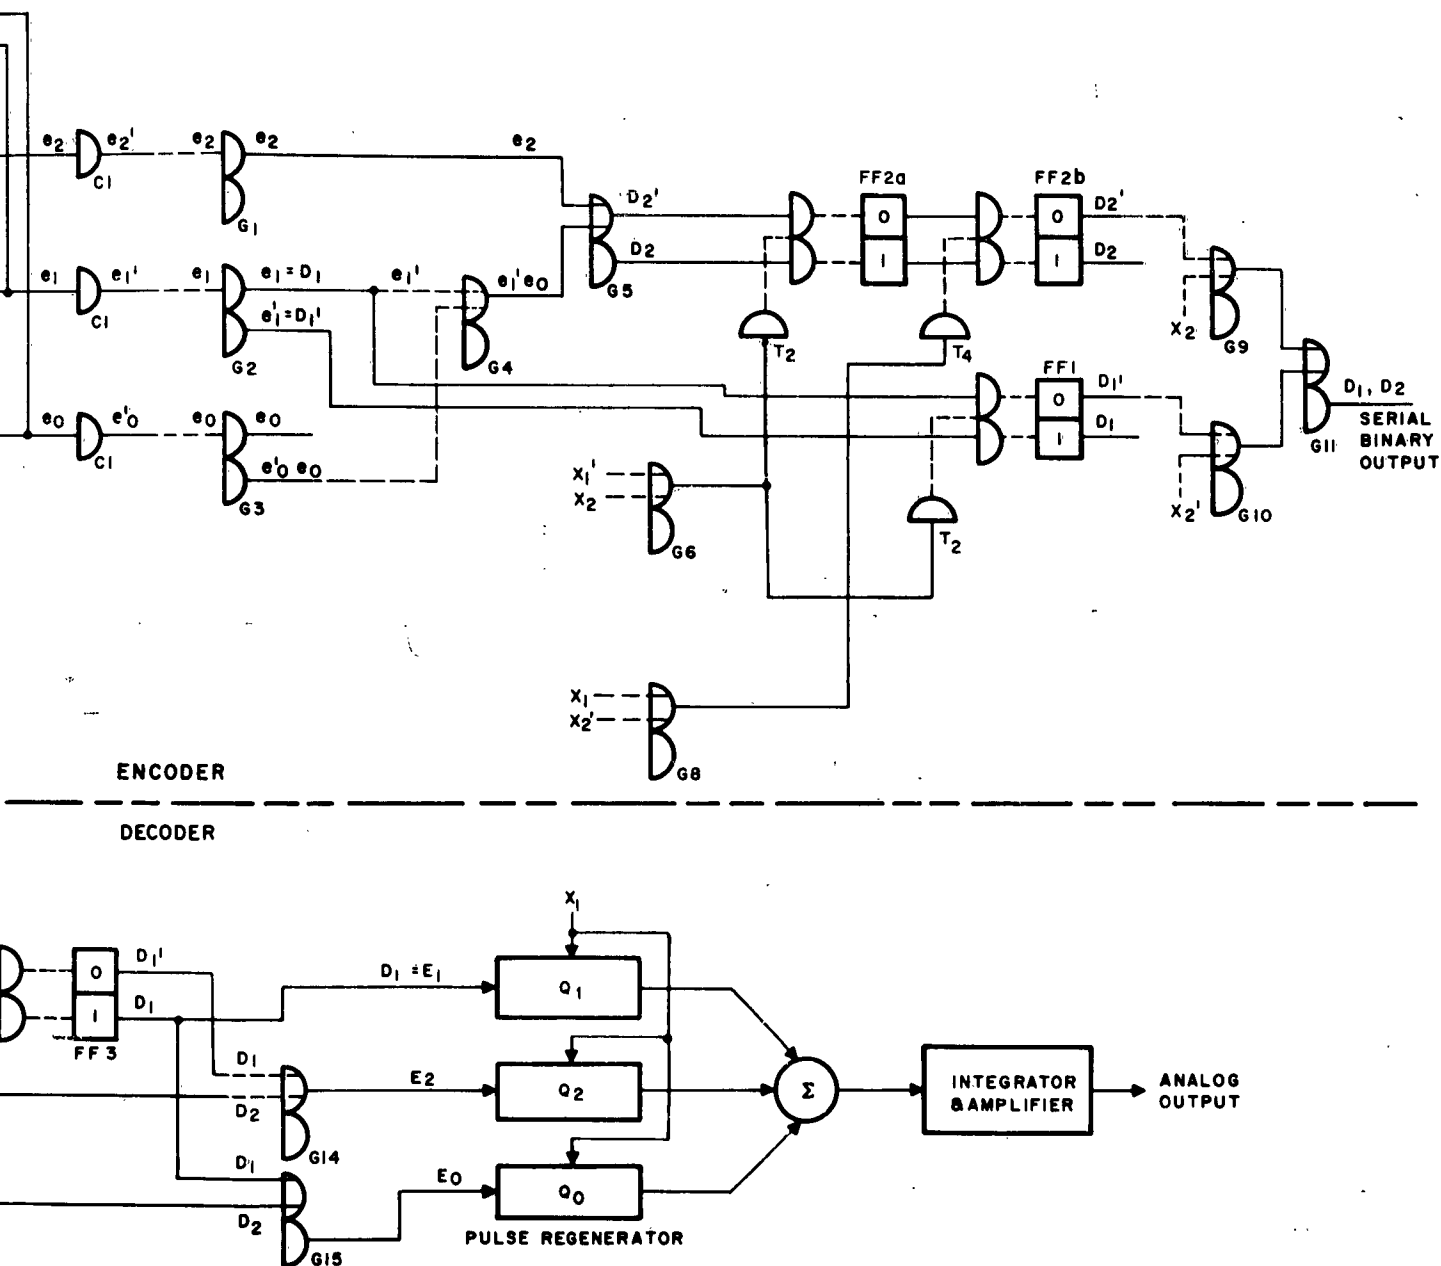 e2 e2' e2 e2 e2
C1
G1
D2'
D2
G5
FF2a FF2b
0 0
1 1
D2'
D2
e1 e1' e1 e1 = D1 e1'
C1
e1' = D1'
G2
e1' e0
G4
T2 T4
X2
G9
FF1
0
1
D1'
D1
D1, D2
SERIAL
BINARY
OUTPUT
G11
e0 e'0 e0 e0
C1
e'0 e0
G3
X1'
X2
G6
T2
X2'
G10
X1
X2'
G8
ENCODER
DECODER
X1
D1'
0
1
D1
FF3
D1 = E1
Q1
D1
D2
G14
E2
Q2
Σ
INTEGRATOR
& AMPLIFIER
ANALOG
OUTPUT
D1
D2
G15
E0
Q0
PULSE REGENERATOR